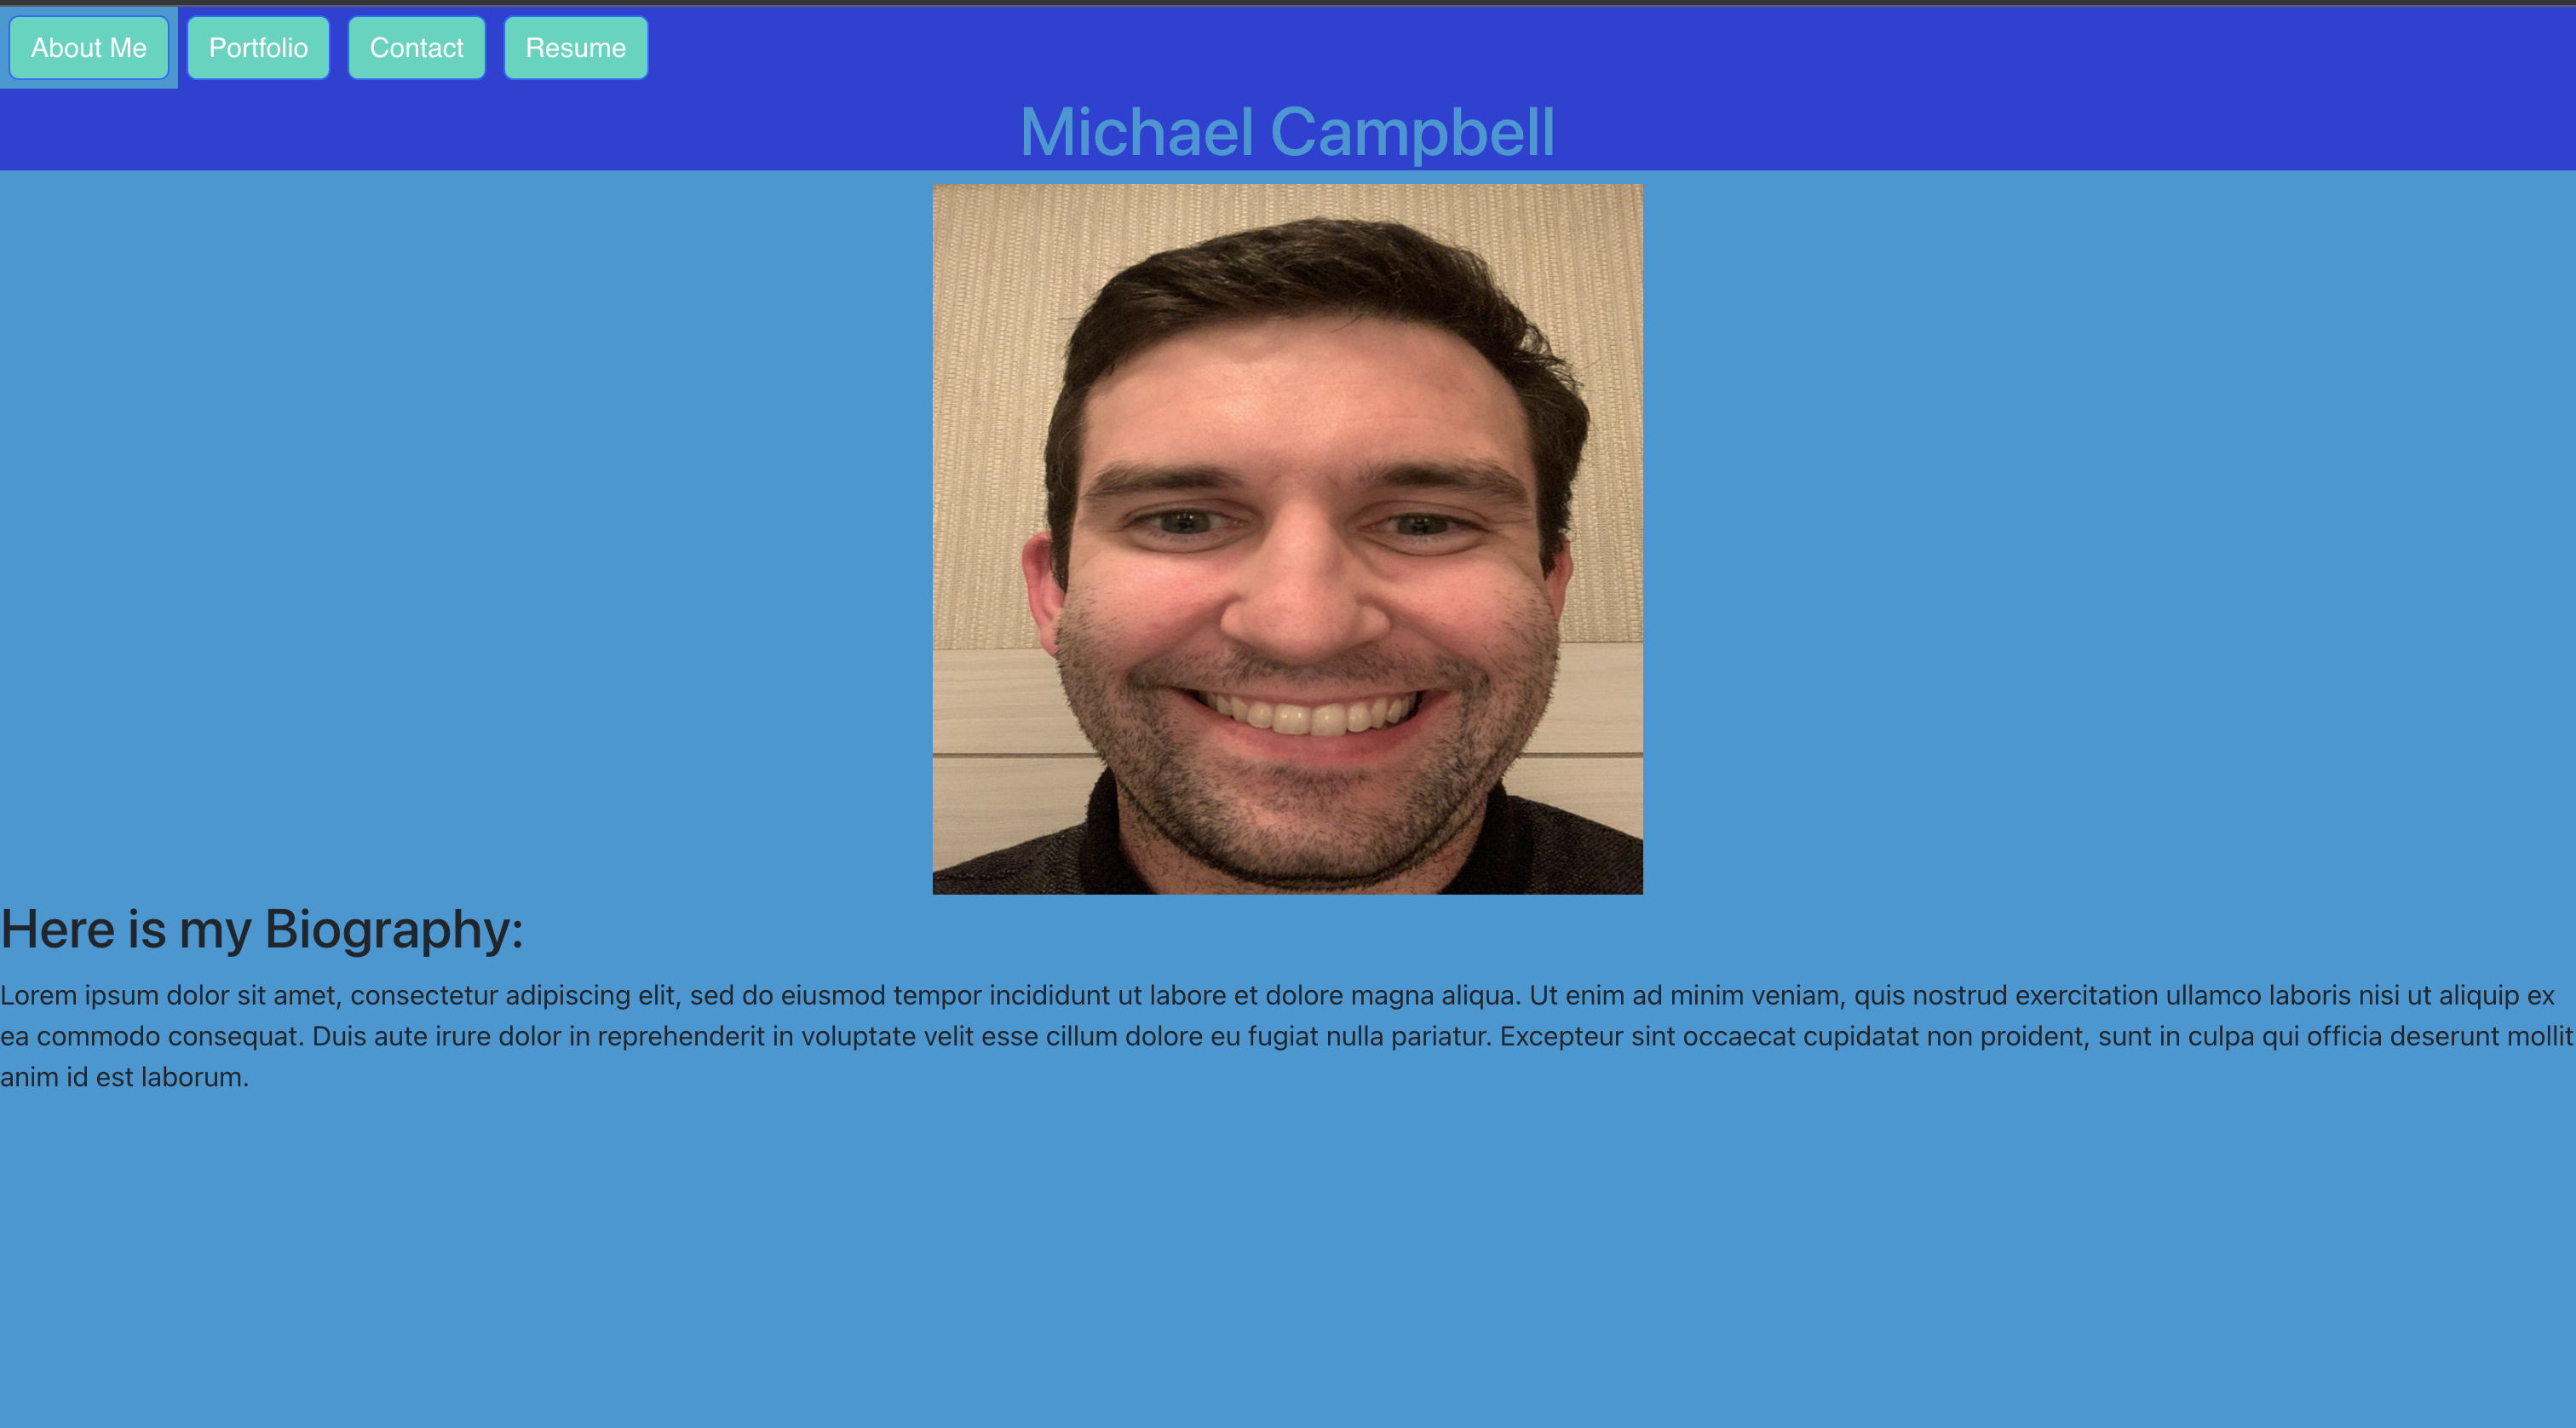 About Me Portfolio Contact Resume
Michael Campbell
Here is my Biography:
Lorem ipsum dolor sit amet, consectetur adipiscing elit, sed do eiusmod tempor incididunt ut labore et dolore magna aliqua. Ut enim ad minim veniam, quis nostrud exercitation ullamco laboris nisi ut aliquip ex
ea commodo consequat. Duis aute irure dolor in reprehenderit in voluptate velit esse cillum dolore eu fugiat nulla pariatur. Excepteur sint occaecat cupidatat non proident, sunt in culpa qui officia deserunt mollit
anim id est laborum.